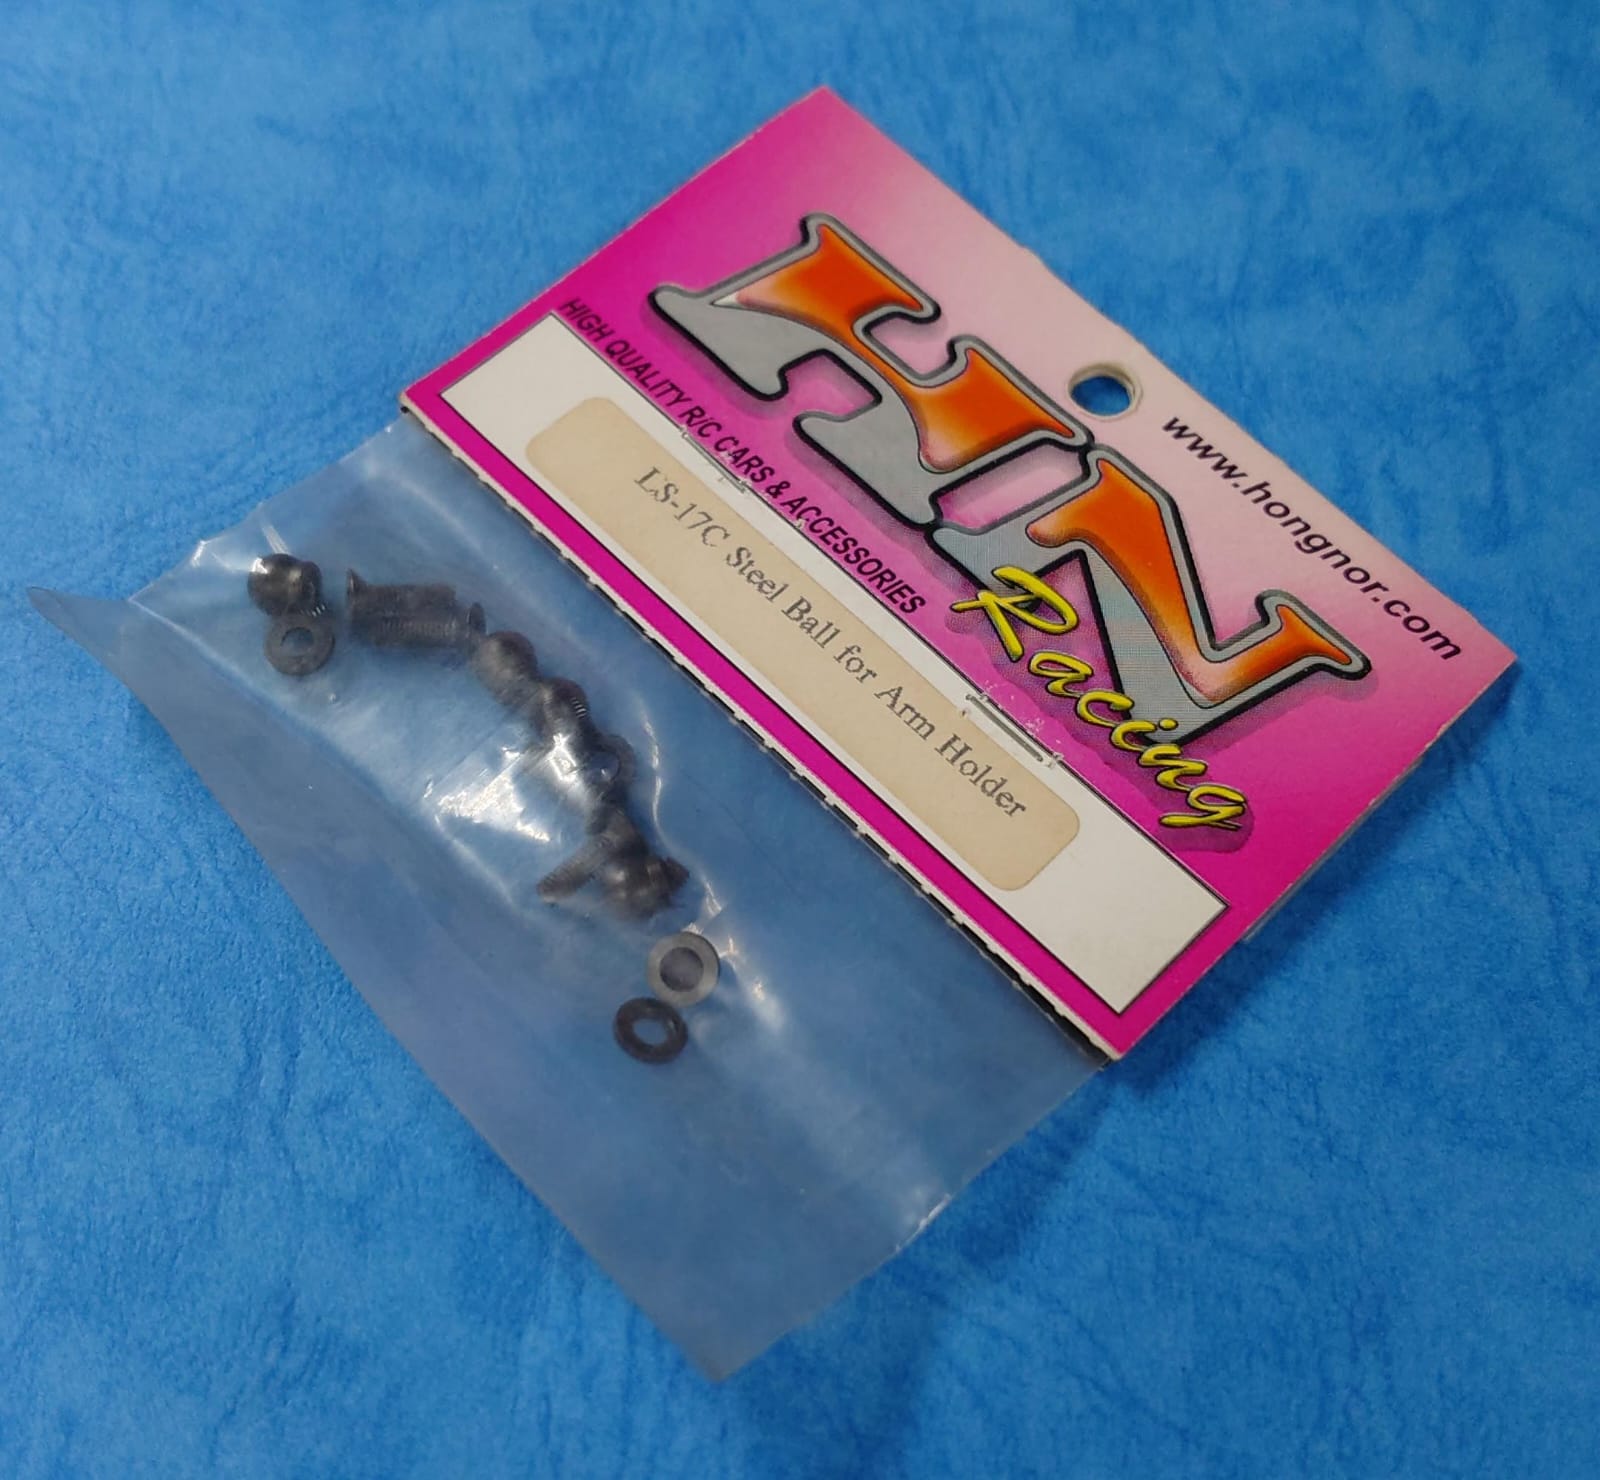 www.hongnor.com
HN
Racing
HIGH QUALITY R/C CARS & ACCESSORIES
LS-17C Steel Ball for Arm Holder